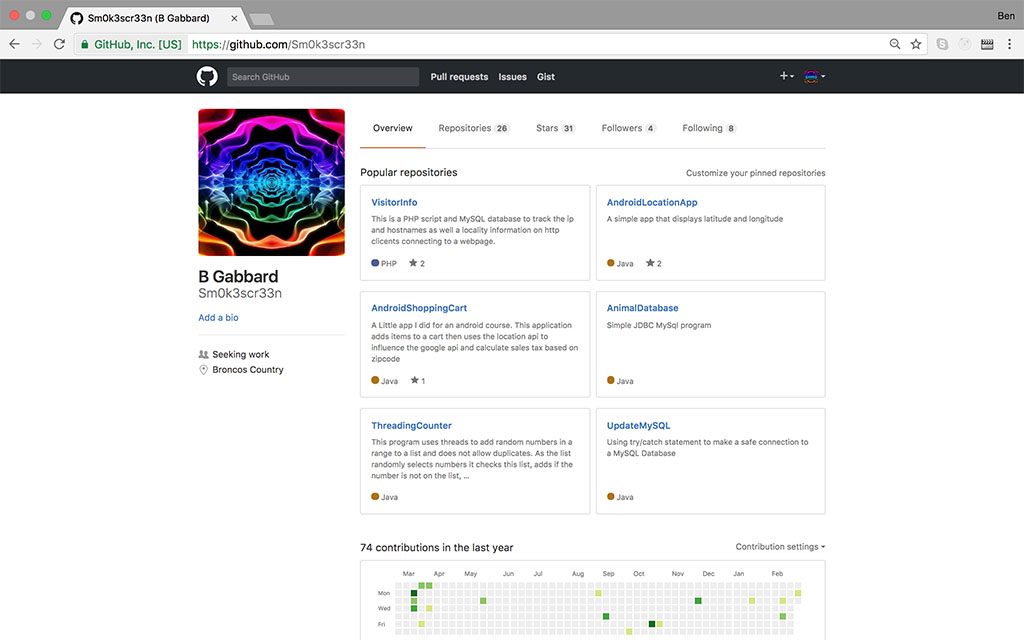 Sm0k3scr33n (B Gabbard)
Ben
GitHub, Inc. [US]
https://github.com/Sm0k3scr33n
Search GitHub
Pull requests
Issues
Gist
Overview
Repositories 26
Stars 31
Followers 4
Following 8
B Gabbard
Sm0k3scr33n
Add a bio
Seeking work
Broncos Country
Popular repositories
Customize your pinned repositories
VisitorInfo
This is a PHP script and MySQL database to track the ip
and hostnames as well a locality information on http
clicents connecting to a webpage.
PHP
2
AndroidLocationApp
A simple app that displays latitude and longitude
Java
2
AndroidShoppingCart
A Little app I did for an android course. This application
adds items to a cart then uses the location api to
influence the google api and calculate sales tax based on
zipcode
Java
1
AnimalDatabase
Simple JDBC MySql program
Java
ThreadingCounter
This program uses threads to add random numbers in a
range to a list and does not allow duplicates. As the list
randomly selects numbers it checks this list, adds if the
number is not on the list, ...
Java
UpdateMySQL
Using try/catch statement to make a safe connection to
a MySQL Database
Java
74 contributions in the last year
Contribution settings
Mar Apr May Jun Jul Aug Sep Oct Nov Dec Jan Feb
Mon
Wed
Fri